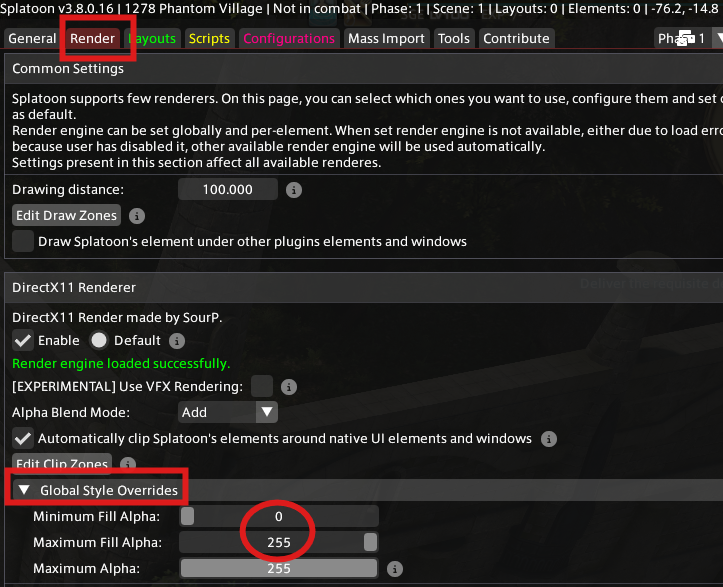 Splatoon v3.8.0.16 | 1278 Phantom Village | Not in combat | Phase: 1 | Scene: 1 | Layouts: 0 | Elements: 0 | -76.2, -14.8
General Render Layouts Scripts Configurations Mass Import Tools Contribute 1
Common Settings
Splatoon supports few renderers. On this page, you can select which ones you want to use, configure them and set
as default.
Render engine can be set globally and per-element. When set render engine is not available, either due to load
because user has disabled it, other available render engine will be used automatically.
Settings present in this section affect all available renderes.
Drawing distance: 100.000
Edit Draw Zones
Draw Splatoon's element under other plugins elements and windows
DirectX11 Renderer
Deliver the requisite
DirectX11 Render made by SourP.
Enable Default
Render engine loaded successfully.
[EXPERIMENTAL] Use VFX Rendering:
Alpha Blend Mode: Add
Automatically clip Splatoon's elements around native UI elements and windows
Edit Clip Zones
Global Style Overrides
Minimum Fill Alpha: 0
Maximum Fill Alpha: 255
Maximum Alpha: 255